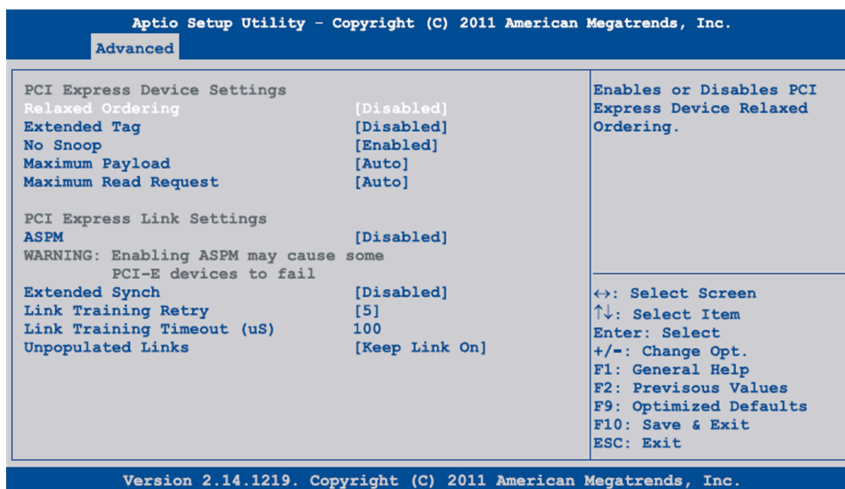 Aptio Setup Utility – Copyright (C) 2011 American Megatrends, Inc.
Advanced
PCI Express Device Settings
Relaxed Ordering [Disabled]
Extended Tag [Disabled]
No Snoop [Enabled]
Maximum Payload [Auto]
Maximum Read Request [Auto]
PCI Express Link Settings
ASPM [Disabled]
WARNING: Enabling ASPM may cause some
PCI-E devices to fail
Extended Synch [Disabled]
Link Training Retry [5]
Link Training Timeout (uS) 100
Unpopulated Links [Keep Link On]
Enables or Disables PCI
Express Device Relaxed
Ordering.
↔: Select Screen
↑↓: Select Item
Enter: Select
+/-: Change Opt.
F1: General Help
F2: Previsous Values
F9: Optimized Defaults
F10: Save & Exit
ESC: Exit
Version 2.14.1219. Copyright (C) 2011 American Megatrends, Inc.